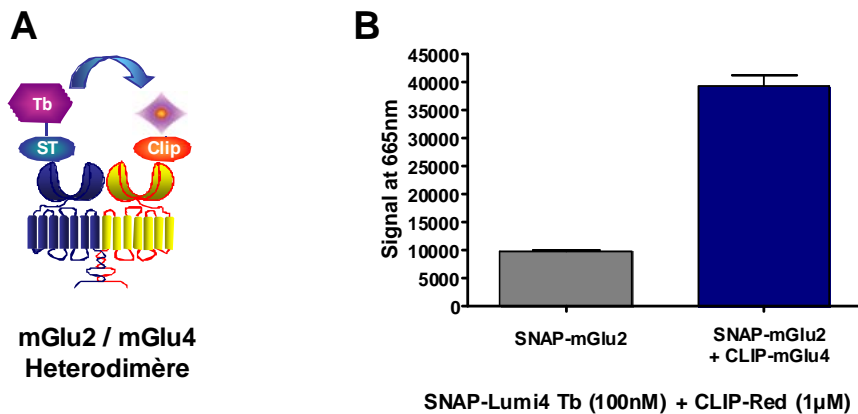 A
Tb
ST
Clip
mGlu2 / mGlu4
Heterodimère
B
Signal at 665nm
45000
40000
35000
30000
25000
20000
15000
10000
5000
0
SNAP-mGlu2
SNAP-mGlu2
+ CLIP-mGlu4
SNAP-Lumi4 Tb (100nM) + CLIP-Red (1µM)